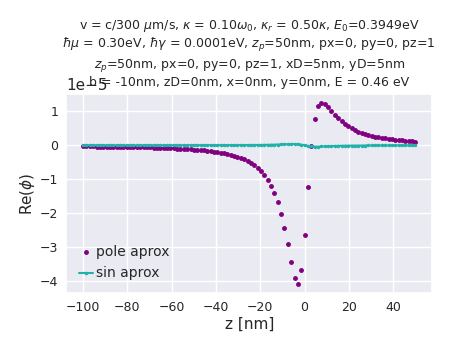 v = c/300 μm/s, κ = 0.10ω₀, κᵣ = 0.50κ, E₀=0.3949eV
ℏμ = 0.30eV, ℏγ = 0.0001eV, zₚ=50nm, px=0, py=0, pz=1
zₚ=50nm, px=0, py=0, pz=1, xD=5nm, yD=5nm
= -10nm, zD=0nm, x=0nm, y=0nm, E = 0.46 eV
1e−5
1
0
−1
−2
−3
−4
Re(ϕ)
pole aprox
sin aprox
−100 −80 −60 −40 −20 0 20 40
z [nm]